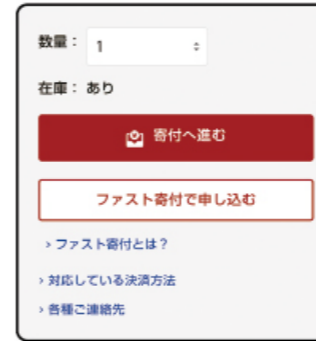 数量： 1
在庫： あり
寄付へ進む
ファスト寄付で申し込む
› ファスト寄付とは？
› 対応している決済方法
› 各種ご連絡先